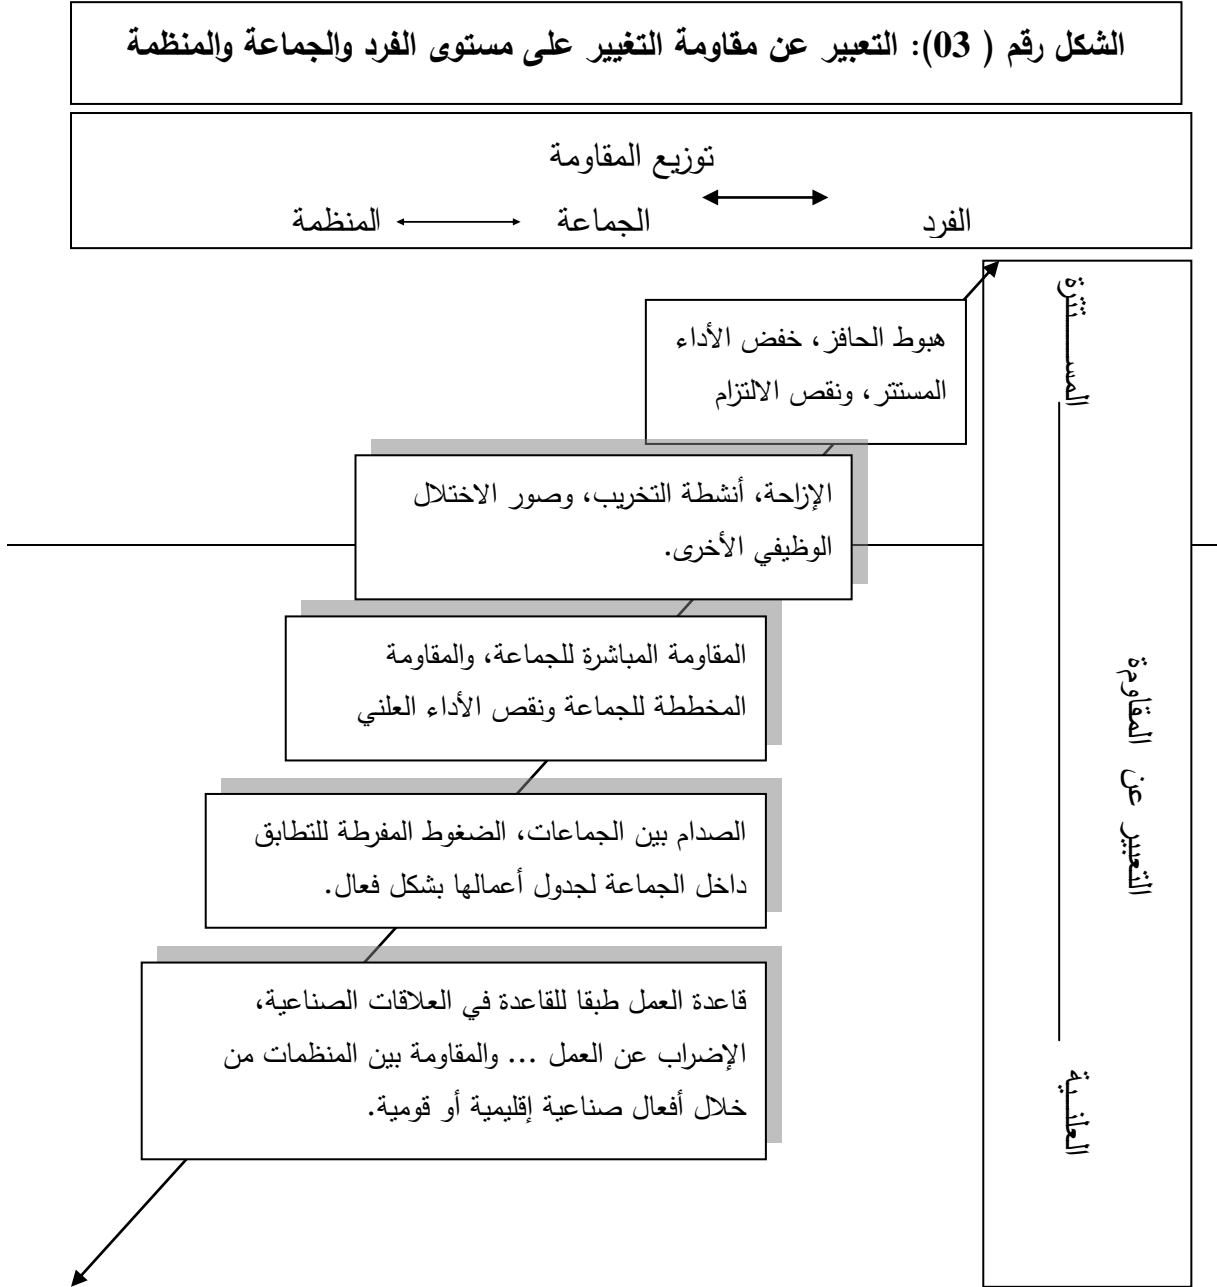 الشكل رقم ( 03): التعبير عن مقاومة التغيير على مستوى الفرد والجماعة والمنظمة
توزيع المقاومة
الفرد الجماعة المنظمة
المستترة
هبوط الحافز، خفض الأداء
المستتر، ونقص الالتزام
الإزاحة، أنشطة التخريب، وصور الاختلال
الوظيفي الأخرى.
التعبير عن المقاومة
المقاومة المباشرة للجماعة، والمقاومة
المخططة للجماعة ونقص الأداء العلني
الصدام بين الجماعات، الضغوط المفرطة للتطابق
داخل الجماعة لجدول أعمالها بشكل فعال.
قاعدة العمل طبقا للقاعدة في العلاقات الصناعية،
الإضراب عن العمل ... والمقاومة بين المنظمات من
خلال أفعال صناعية إقليمية أو قومية.
العلنية